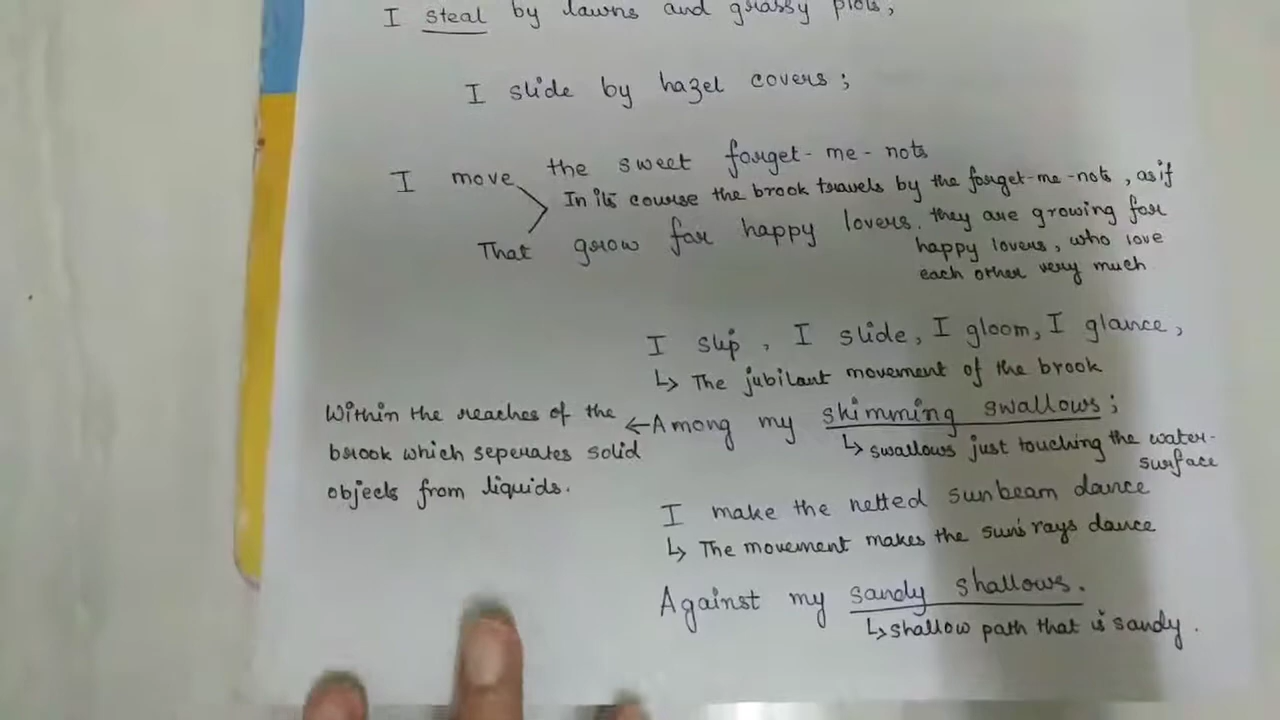 I steal by lawns and grassy plots,
I slide by hazel covers;
I move the sweet forget-me-nots
In its course the brook travels by the forget-me-nots, as if
That grow for happy lovers.
they are growing for
happy lovers, who love
each other very much
I slip, I slide, I gloom, I glance,
↳ The jubilant movement of the brook
Among my skimming swallows;
Within the reaches of the
brook which seperates solid
objects from liquids.
↳ swallows just touching the water-
surface
I make the netted sunbeam dance
↳ The movement makes the sun's rays dance
Against my sandy shallows.
↳ shallow path that is sandy.